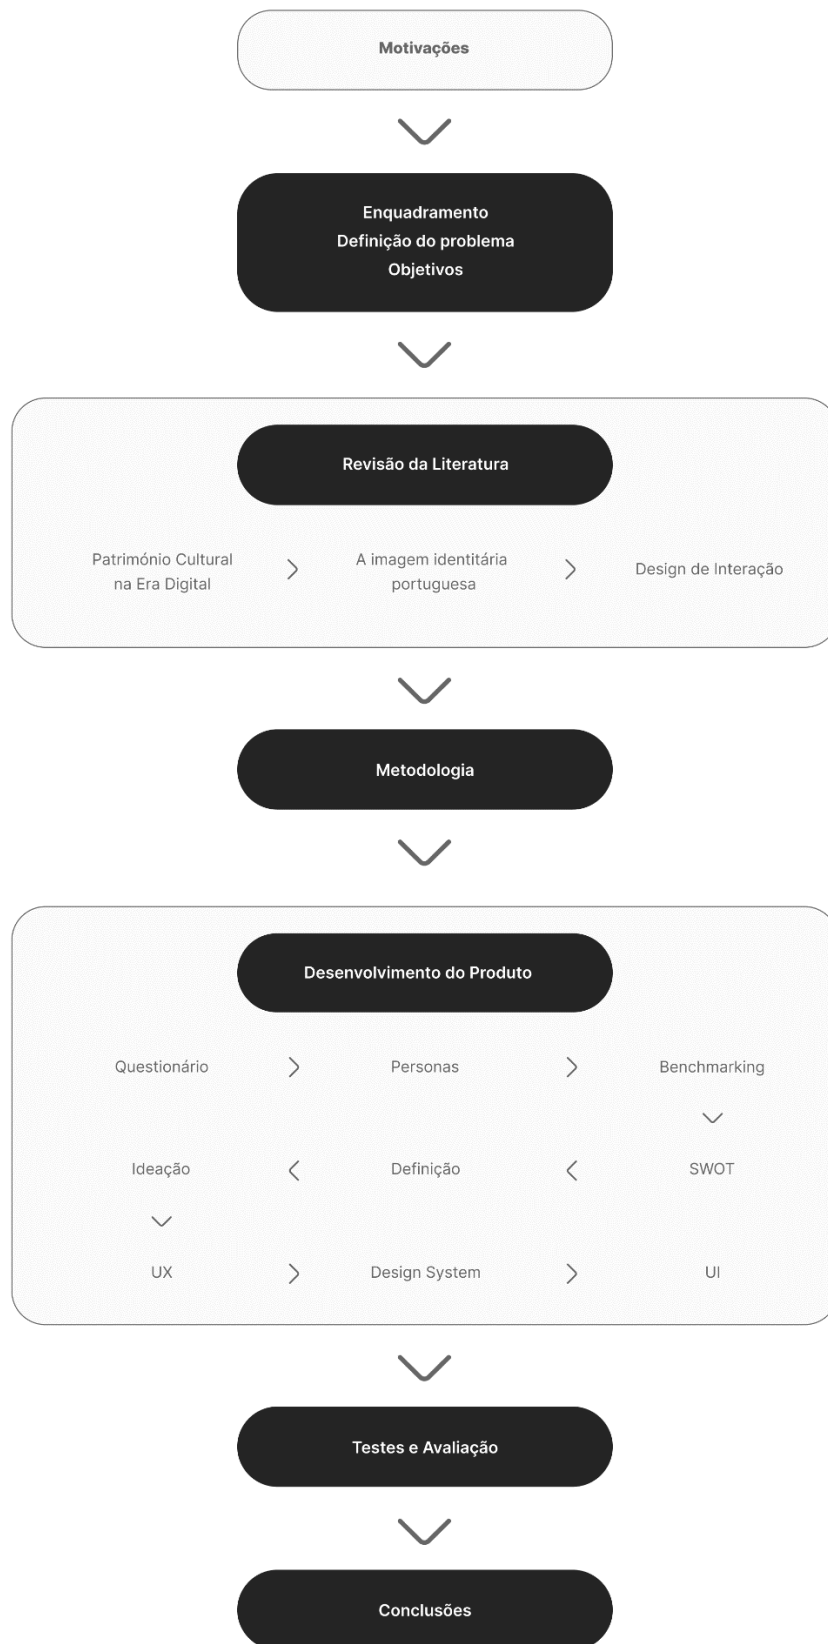 Motivações
Enquadramento
Definição do problema
Objetivos
Revisão da Literatura
Património Cultural
na Era Digital
A imagem identitária
portuguesa
Design de Interação
Metodologia
Desenvolvimento do Produto
Questionário
Personas
Benchmarking
Ideação
Definição
SWOT
UX
Design System
UI
Testes e Avaliação
Conclusões